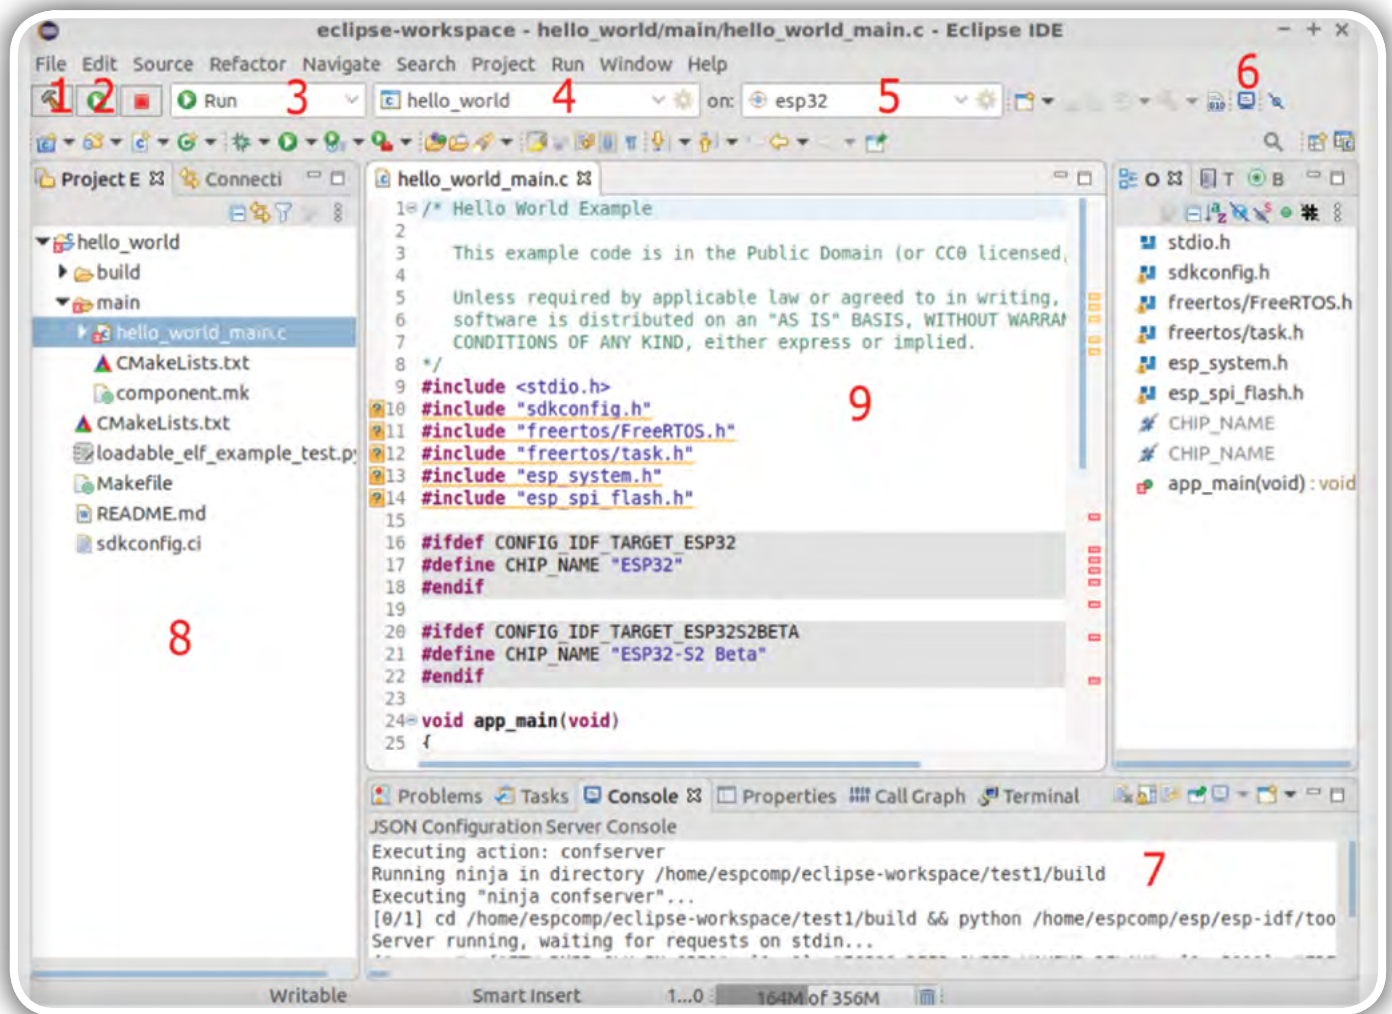 eclipse-workspace - hello_world/main/hello_world_main.c - Eclipse IDE
File Edit Source Refactor Navigate Search Project Run Window Help
6
1 2 Run 3 hello_world 4 on: esp32 5
010
Project E Connecti
hello_world
build
main
hello_world_main.c
CMakeLists.txt
component.mk
CMakeLists.txt
loadable_elf_example_test.py
Makefile
README.md
sdkconfig.ci
8
hello_world_main.c
1 /* Hello World Example
2
3 This example code is in the Public Domain (or CC0 licensed,
4
5 Unless required by applicable law or agreed to in writing,
6 software is distributed on an "AS IS" BASIS, WITHOUT WARRAN
7 CONDITIONS OF ANY KIND, either express or implied.
8 */
9 #include <stdio.h>
10 #include "sdkconfig.h"
11 #include "freertos/FreeRTOS.h"
12 #include "freertos/task.h"
13 #include "esp_system.h"
14 #include "esp_spi_flash.h"
15
16 #ifdef CONFIG_IDF_TARGET_ESP32
17 #define CHIP_NAME "ESP32"
18 #endif
19
20 #ifdef CONFIG_IDF_TARGET_ESP32S2BETA
21 #define CHIP_NAME "ESP32-S2 Beta"
22 #endif
23
24 void app_main(void)
25 {
9
O T B
stdio.h
sdkconfig.h
freertos/FreeRTOS.h
freertos/task.h
esp_system.h
esp_spi_flash.h
CHIP_NAME
CHIP_NAME
app_main(void) : void
Problems Tasks Console Properties Call Graph Terminal
JSON Configuration Server Console
Executing action: confserver
Running ninja in directory /home/espcomp/eclipse-workspace/test1/build
Executing "ninja confserver"...
[0/1] cd /home/espcomp/eclipse-workspace/test1/build && python /home/espcomp/esp/esp-idf/too
Server running, waiting for requests on stdin...
7
Writable Smart Insert 1...0 164M of 356M